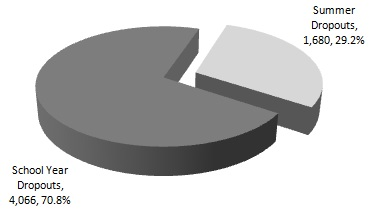 Summer
Dropouts,
1,680, 29.2%
School Year
Dropouts,
4,066, 70.8%